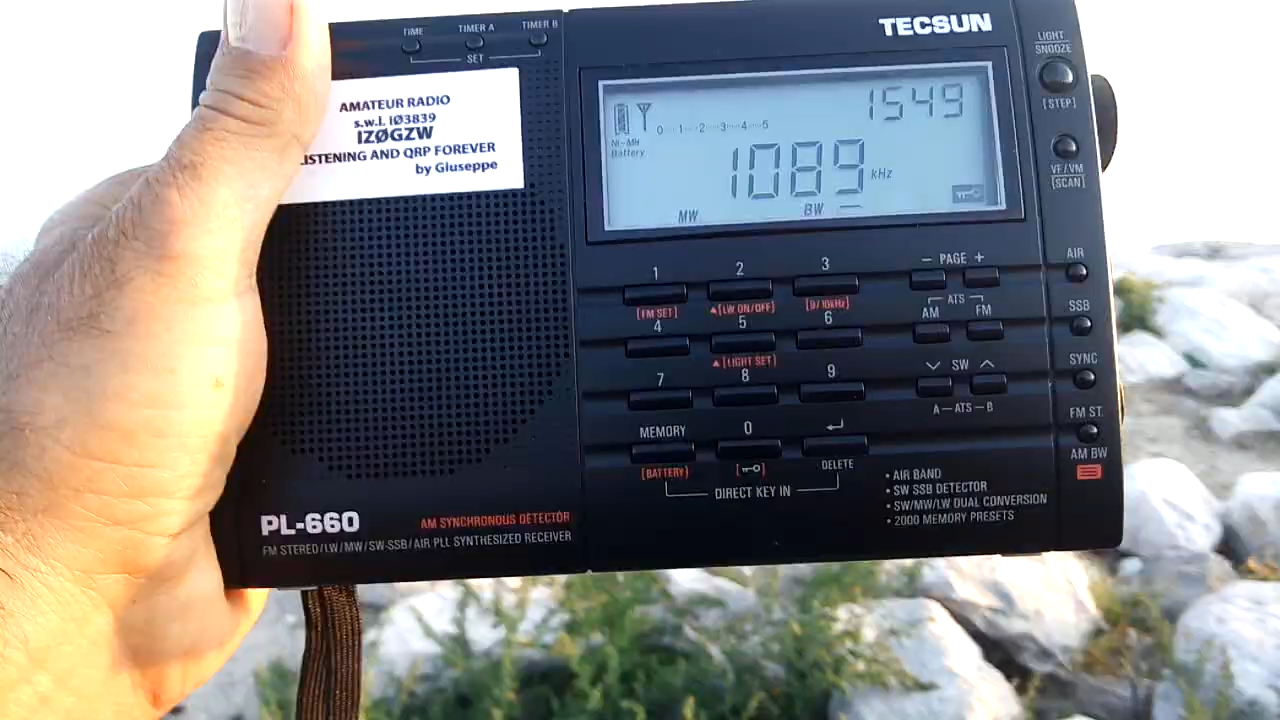 TIME TIMER A TIMER B
SET
TECSUN
LIGHT
SNOOZE
[STEP]
AMATEUR RADIO
s.w.l. iØ3839
IZØGZW
LISTENING AND QRP FOREVER
by Giuseppe
0 1 2 3 4 5
1549
Ni-MH
Battery
1089 kHz
MW BW
VF/VM
[SCAN]
1 2 3 - PAGE +
AIR
[FM SET] ▲[LW ON/OFF] [9/10kHz]
ATS
AM FM
4 5 6
SSB
▲[LIGHT SET]
SW
7 8 9
SYNC
A-ATS-B
FM ST.
MEMORY 0
AM BW
[BATTERY] DELETE
DIRECT KEY IN
• AIR BAND
• SW SSB DETECTOR
• SW/MW/LW DUAL CONVERSION
• 2000 MEMORY PRESETS
PL-660 AM SYNCHRONOUS DETECTOR
FM STEREO/LW/MW/SW-SSB/AIR PLL SYNTHESIZED RECEIVER